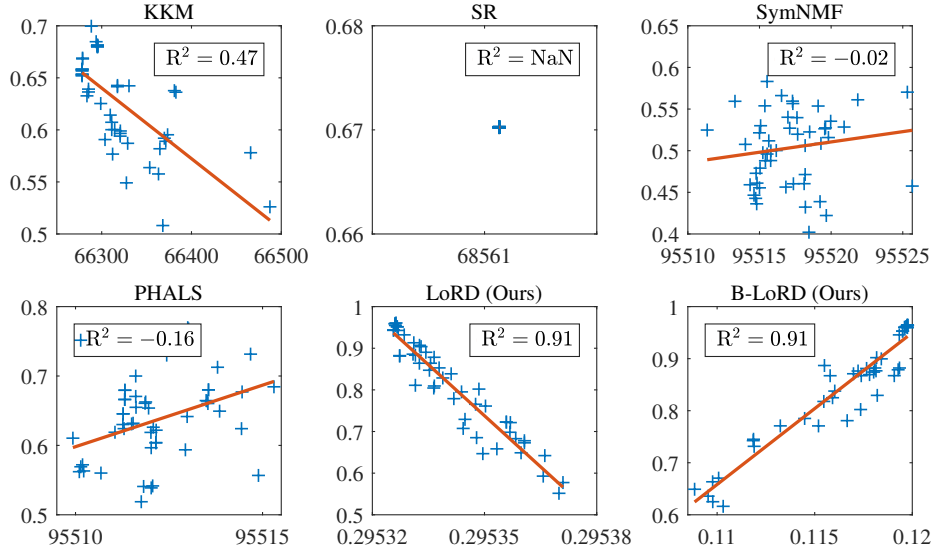 KKM
R² = 0.47
0.7
0.65
0.6
0.55
0.5
66300 66400 66500
SR
R² = NaN
0.68
0.67
0.66
68561
SymNMF
R² = −0.02
0.65
0.6
0.55
0.5
0.45
0.4
95510 95515 95520 95525
PHALS
R² = −0.16
0.8
0.7
0.6
0.5
95510 95515
LoRD (Ours)
R² = 0.91
1
0.9
0.8
0.7
0.6
0.5
0.29532 0.29535 0.29538
B-LoRD (Ours)
R² = 0.91
1
0.9
0.8
0.7
0.6
0.11 0.115 0.12